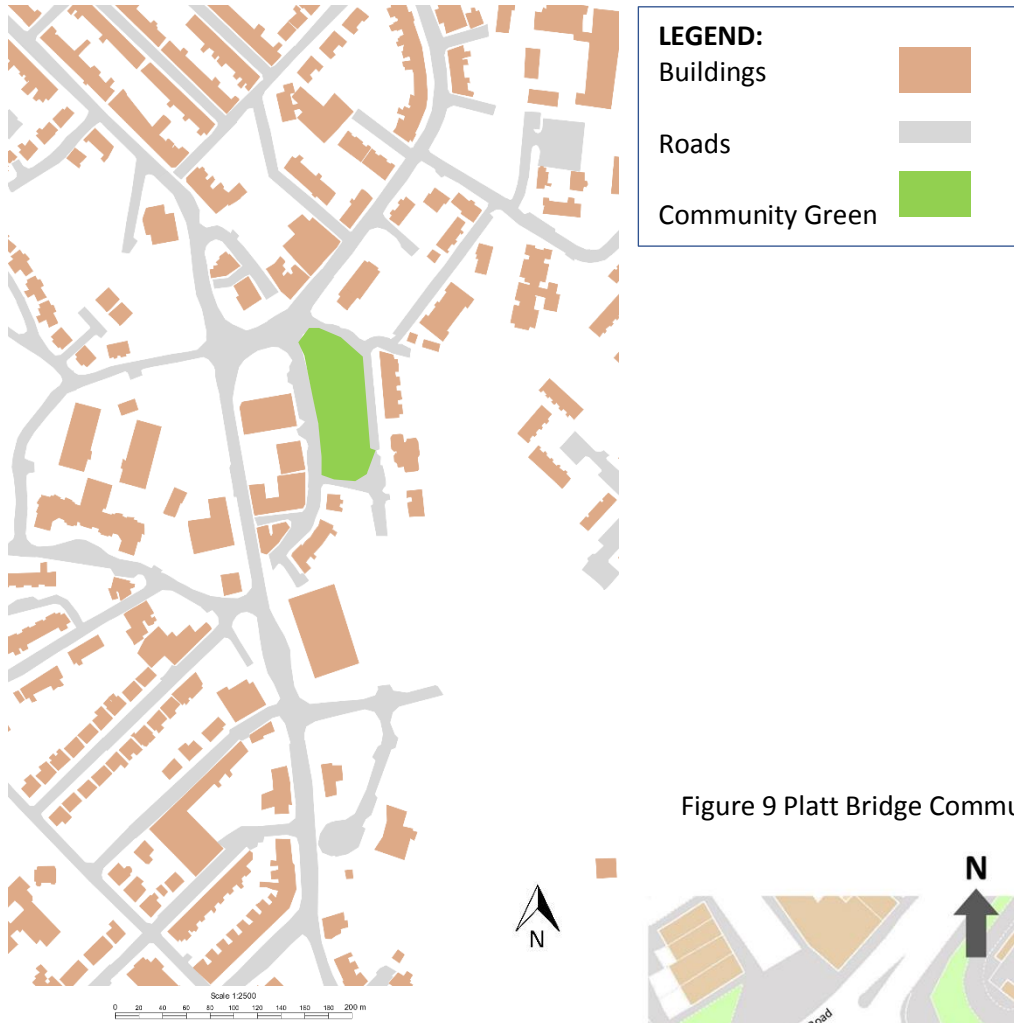 LEGEND:
Buildings
Roads
Community Green
N
Scale 1:2500
0 20 40 60 80 100 120 140 160 180 200 m
Figure 9 Platt Bridge Commu
N
Road